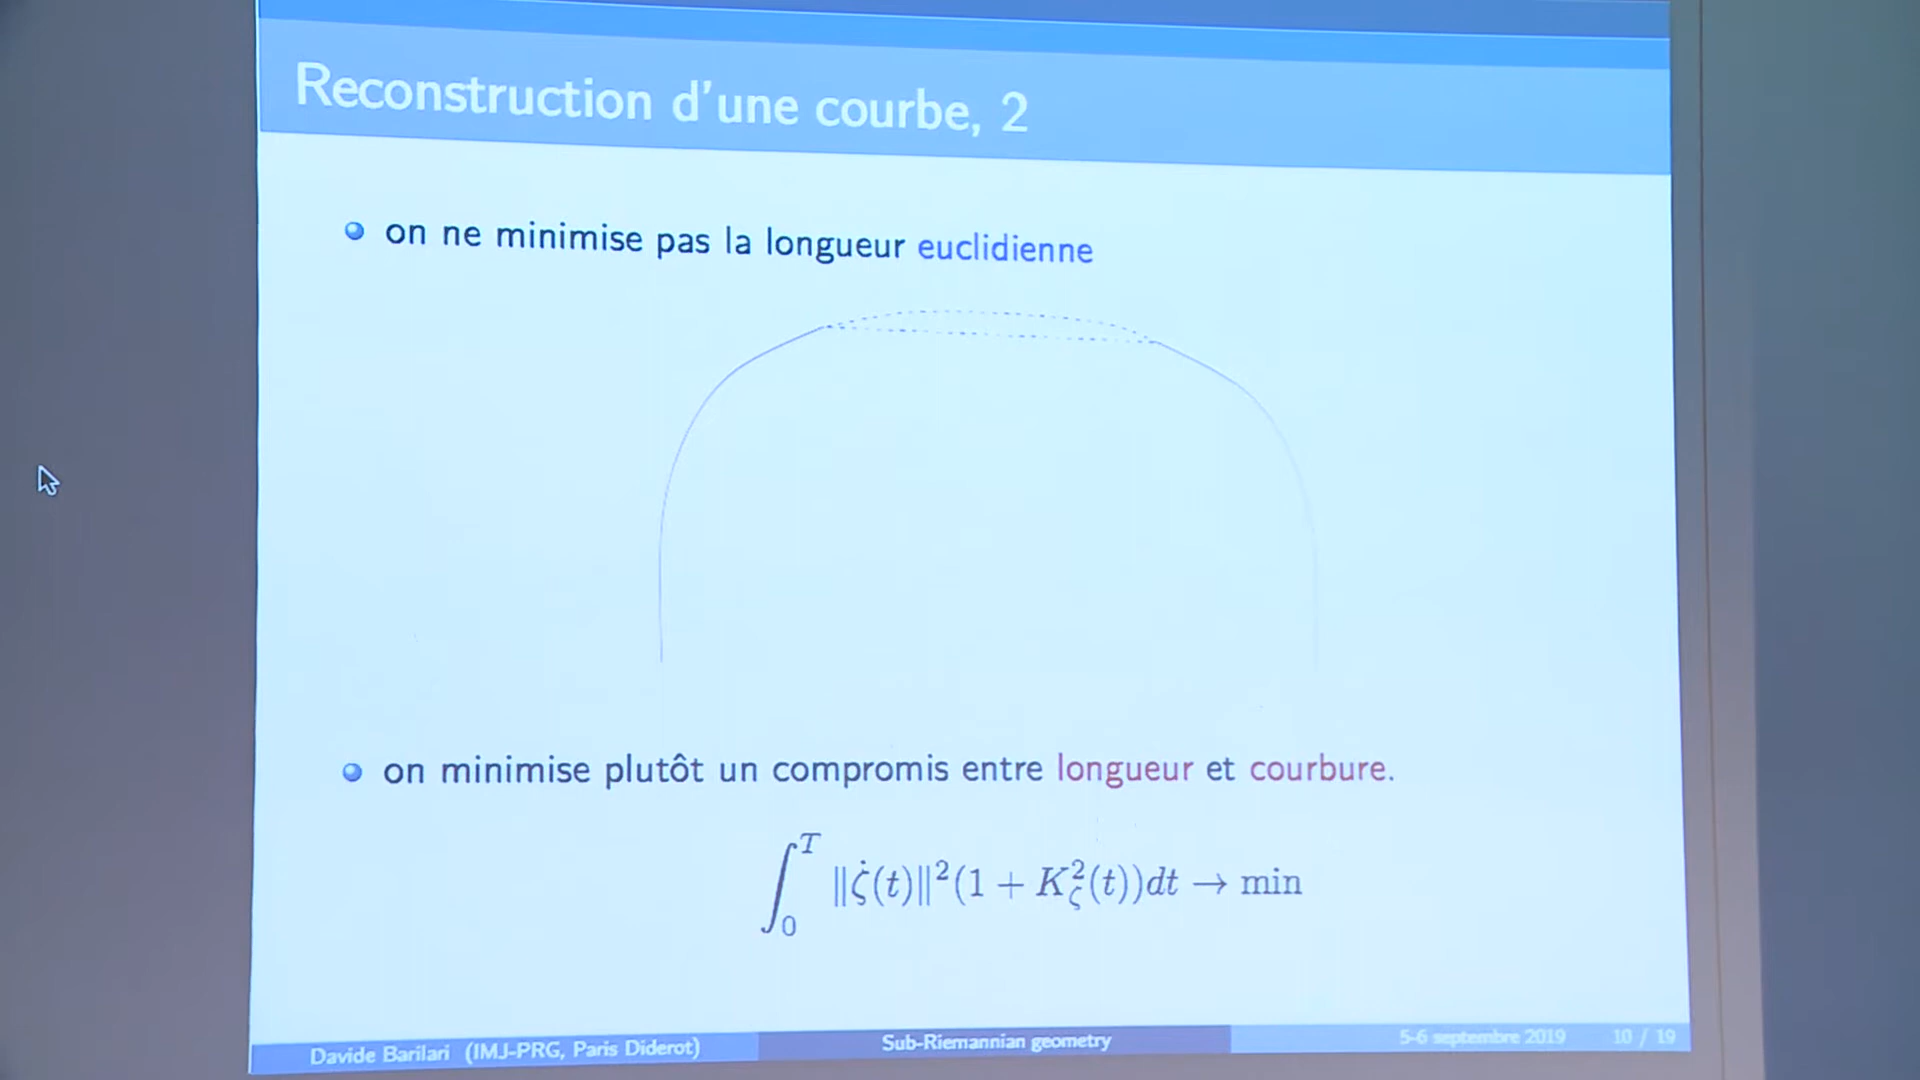 Reconstruction d'une courbe, 2
on ne minimise pas la longueur euclidienne
on minimise plutôt un compromis entre longueur et courbure.
∫₀ᵀ ‖ζ̇(t)‖²(1 + K²_ζ(t))dt → min
Davide Barilari (IMJ-PRG, Paris Diderot) Sub-Riemannian geometry 5-6 septembre 2019 10 / 19